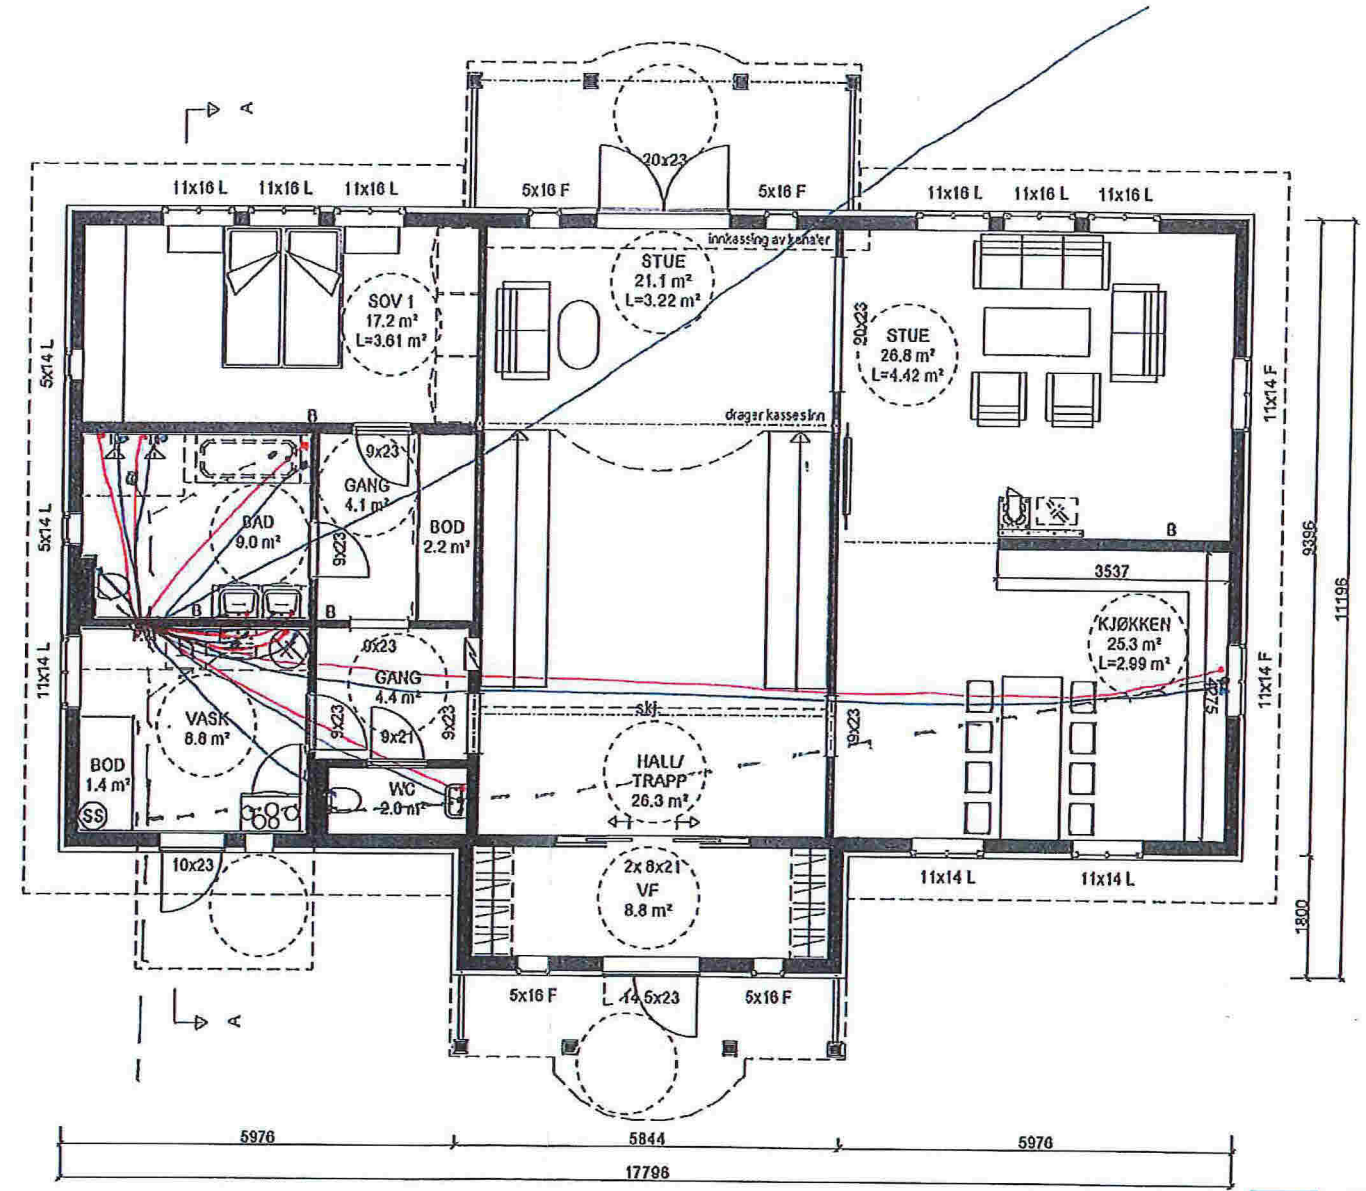 A
20x23
11x16 L 11x16 L 11x16 L
5x16 F
5x16 F
11x16 L 11x16 L 11x16 L
innkassing av kanaler
STUE
21.1 m²
L=3.22 m²
SOV 1
17.2 m²
L=3.61 m²
20x23
STUE
26.8 m²
L=4.42 m²
5x14 L
11x14 F
B
drager kasses inn
9x23
GANG
4.1 m²
BAD
9.0 m²
BOD
2.2 m²
5x14 L
9x23
B
9396
11196
3537
B
B
KJØKKEN
25.3 m²
L=2.99 m²
9x23
11x14 L
GANG
4.4 m²
VASK
8.8 m²
9x23
9x21
9x23
skj.
9x23
4275
11x14 F
BOD
1.4 m²
SS
WC
2.0 m²
HALL/
TRAPP
26.3 m²
10x23
2x 8x21
VF
8.8 m²
11x14 L
11x14 L
1800
5x16 F
14,5x23
5x16 F
A
5976
5844
5976
17796